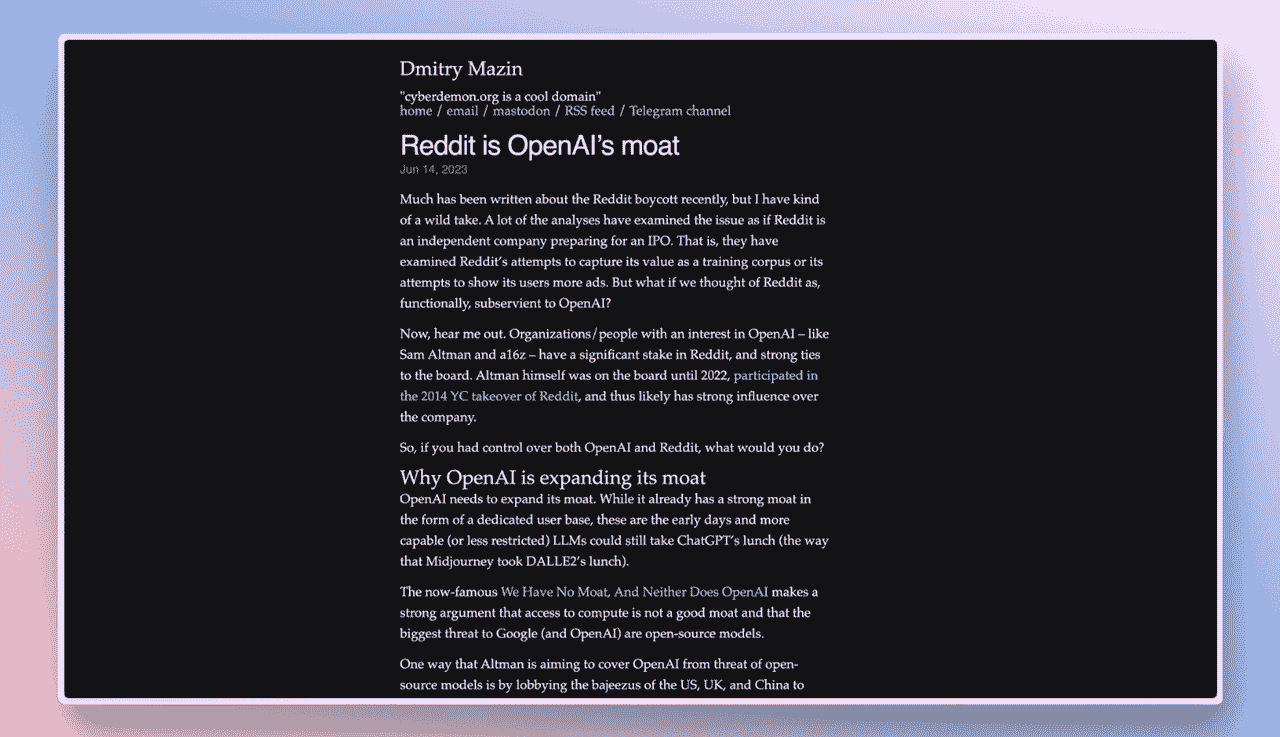 Dmitry Mazin
"cyberdemon.org is a cool domain"
home / email / mastodon / RSS feed / Telegram channel
Reddit is OpenAI’s moat
Jun 14, 2023
Much has been written about the Reddit boycott recently, but I have kind
of a wild take. A lot of the analyses have examined the issue as if Reddit is
an independent company preparing for an IPO. That is, they have
examined Reddit’s attempts to capture its value as a training corpus or its
attempts to show its users more ads. But what if we thought of Reddit as,
functionally, subservient to OpenAI?
Now, hear me out. Organizations/people with an interest in OpenAI – like
Sam Altman and a16z – have a significant stake in Reddit, and strong ties
to the board. Altman himself was on the board until 2022, participated in
the 2014 YC takeover of Reddit, and thus likely has strong influence over
the company.
So, if you had control over both OpenAI and Reddit, what would you do?
Why OpenAI is expanding its moat
OpenAI needs to expand its moat. While it already has a strong moat in
the form of a dedicated user base, these are the early days and more
capable (or less restricted) LLMs could still take ChatGPT’s lunch (the way
that Midjourney took DALLE2’s lunch).
The now-famous We Have No Moat, And Neither Does OpenAI makes a
strong argument that access to compute is not a good moat and that the
biggest threat to Google (and OpenAI) are open-source models.
One way that Altman is aiming to cover OpenAI from threat of open-
source models is by lobbying the bajeezus of the US, UK, and China to